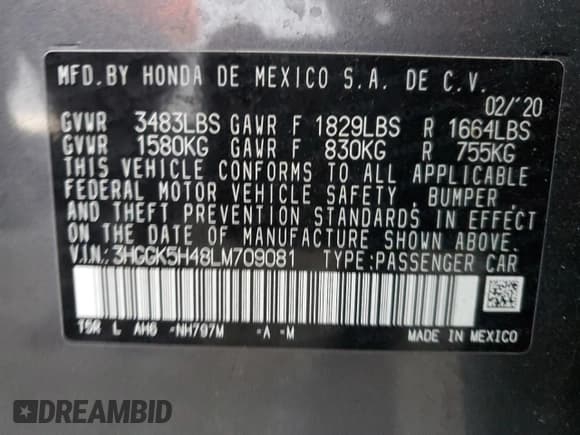 MFD. BY HONDA DE MEXICO S.A. DE C.V.
02/'20
GVWR 3483LBS GAWR F 1829LBS R 1664LBS
GVWR 1580KG GAWR F 830KG R 755KG
THIS VEHICLE CONFORMS TO ALL APPLICABLE
FEDERAL MOTOR VEHICLE SAFETY, BUMPER,
AND THEFT PREVENTION STANDARDS IN EFFECT
ON THE DATE OF MANUFACTURE SHOWN ABOVE.
V.I.N.: 3HGGK5H48LM709081 TYPE:PASSENGER CAR
T5R L AH0 *NH797M *A *M
MADE IN MEXICO
DREAMBID